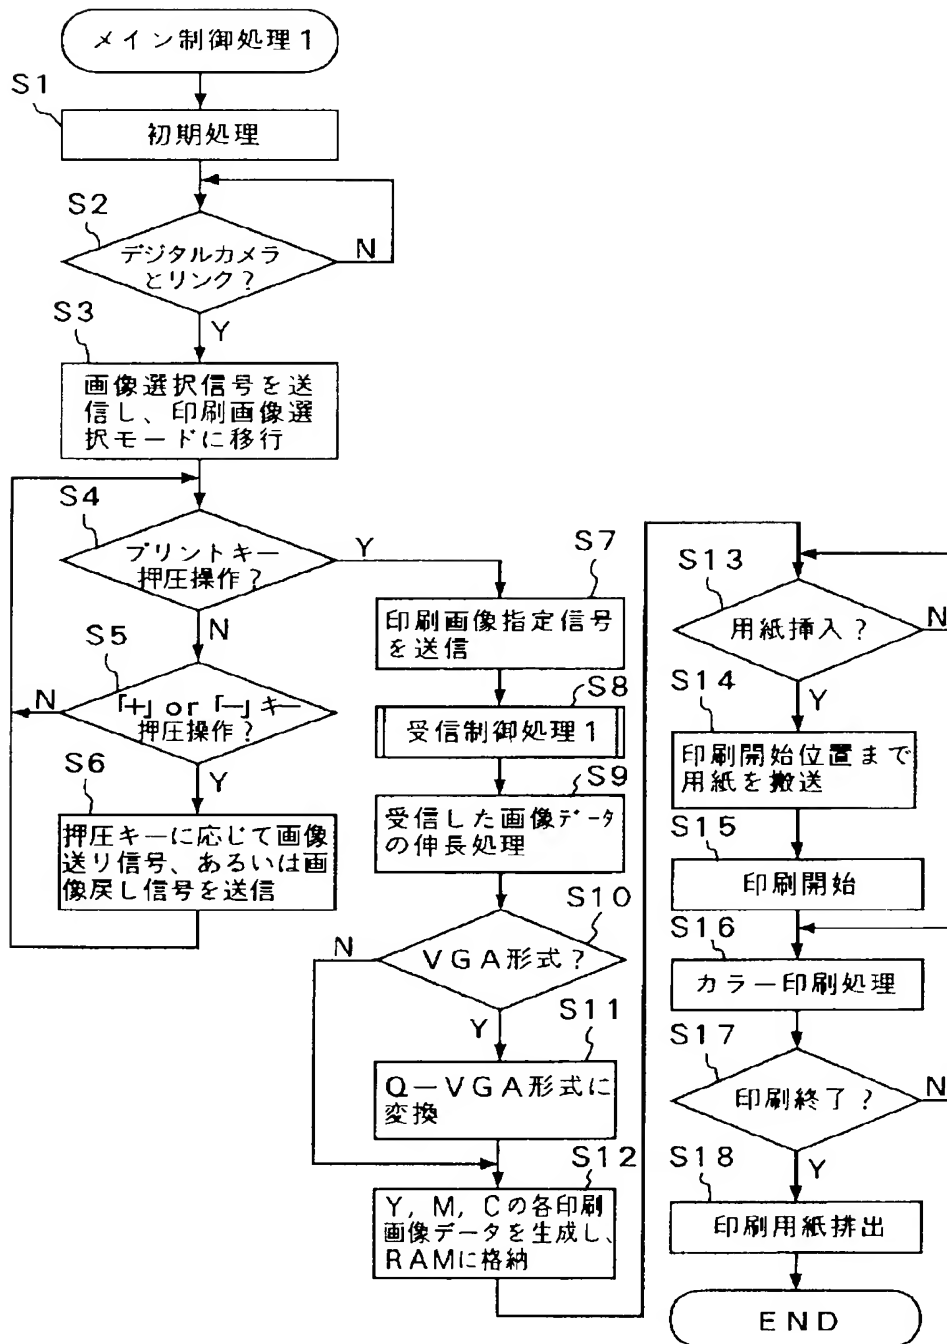 メイン制御処理1
S1
初期処理
S2
デジタルカメラ
とリンク?
N
Y
S3
画像選択信号を送
信し、印刷画像選
択モードに移行
S4
プリントキー
押圧操作?
Y
N
S5
「+」or「-」キー
押圧操作?
N
Y
S6
押圧キーに応じて画像
送り信号、あるいは画
像戻し信号を送信
S7
印刷画像指定信号
を送信
S8
受信制御処理1
S9
受信した画像データ
の伸長処理
S10
VGA形式?
N
Y
S11
Q-VGA形式に
変換
S12
Y, M, Cの各印刷
画像データを生成し、
RAMに格納
S13
用紙挿入?
N
Y
S14
印刷開始位置まで
用紙を搬送
S15
印刷開始
S16
カラー印刷処理
S17
印刷終了?
N
Y
S18
印刷用紙排出
END